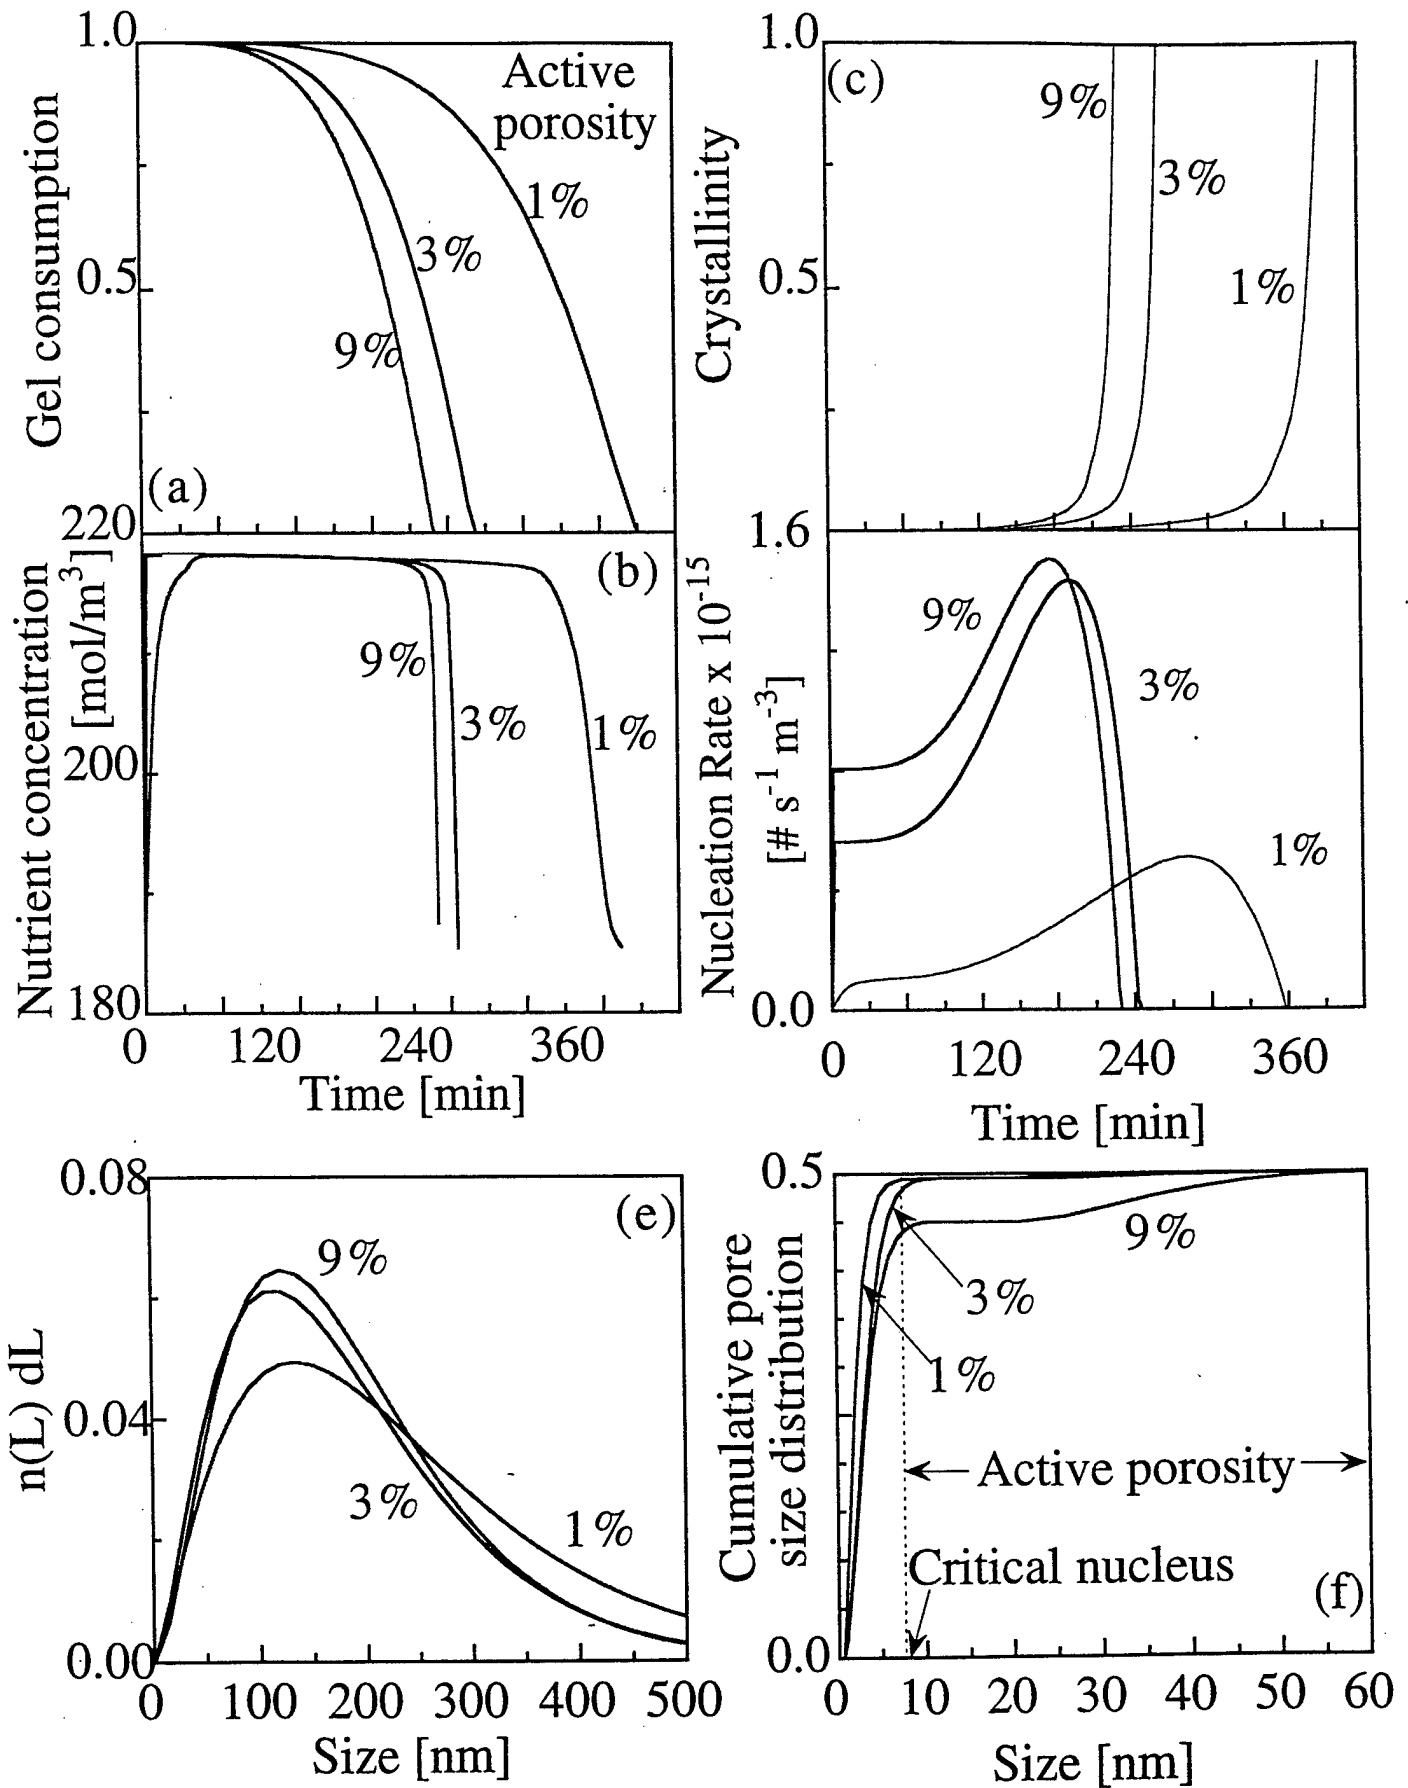 1.0
Active
porosity
1%
3%
9%
0.5
Gel consumption
(a)
220
(b)
9%
3%
1%
200
180
Nutrient concentration
[mol/m³]
0 120 240 360
Time [min]
1.0
(c)
9%
3%
1%
0.5
Crystallinity
1.6
9%
3%
1%
0.0
Nucleation Rate x 10⁻¹⁵
[# s⁻¹ m⁻³]
0 120 240 360
Time [min]
0.08
(e)
9%
3%
1%
0.04
0.00
n(L) dL
0 100 200 300 400 500
Size [nm]
0.5
9%
3%
1%
Active porosity
Critical nucleus
(f)
0.0
Cumulative pore
size distribution
0 10 20 30 40 50 60
Size [nm]